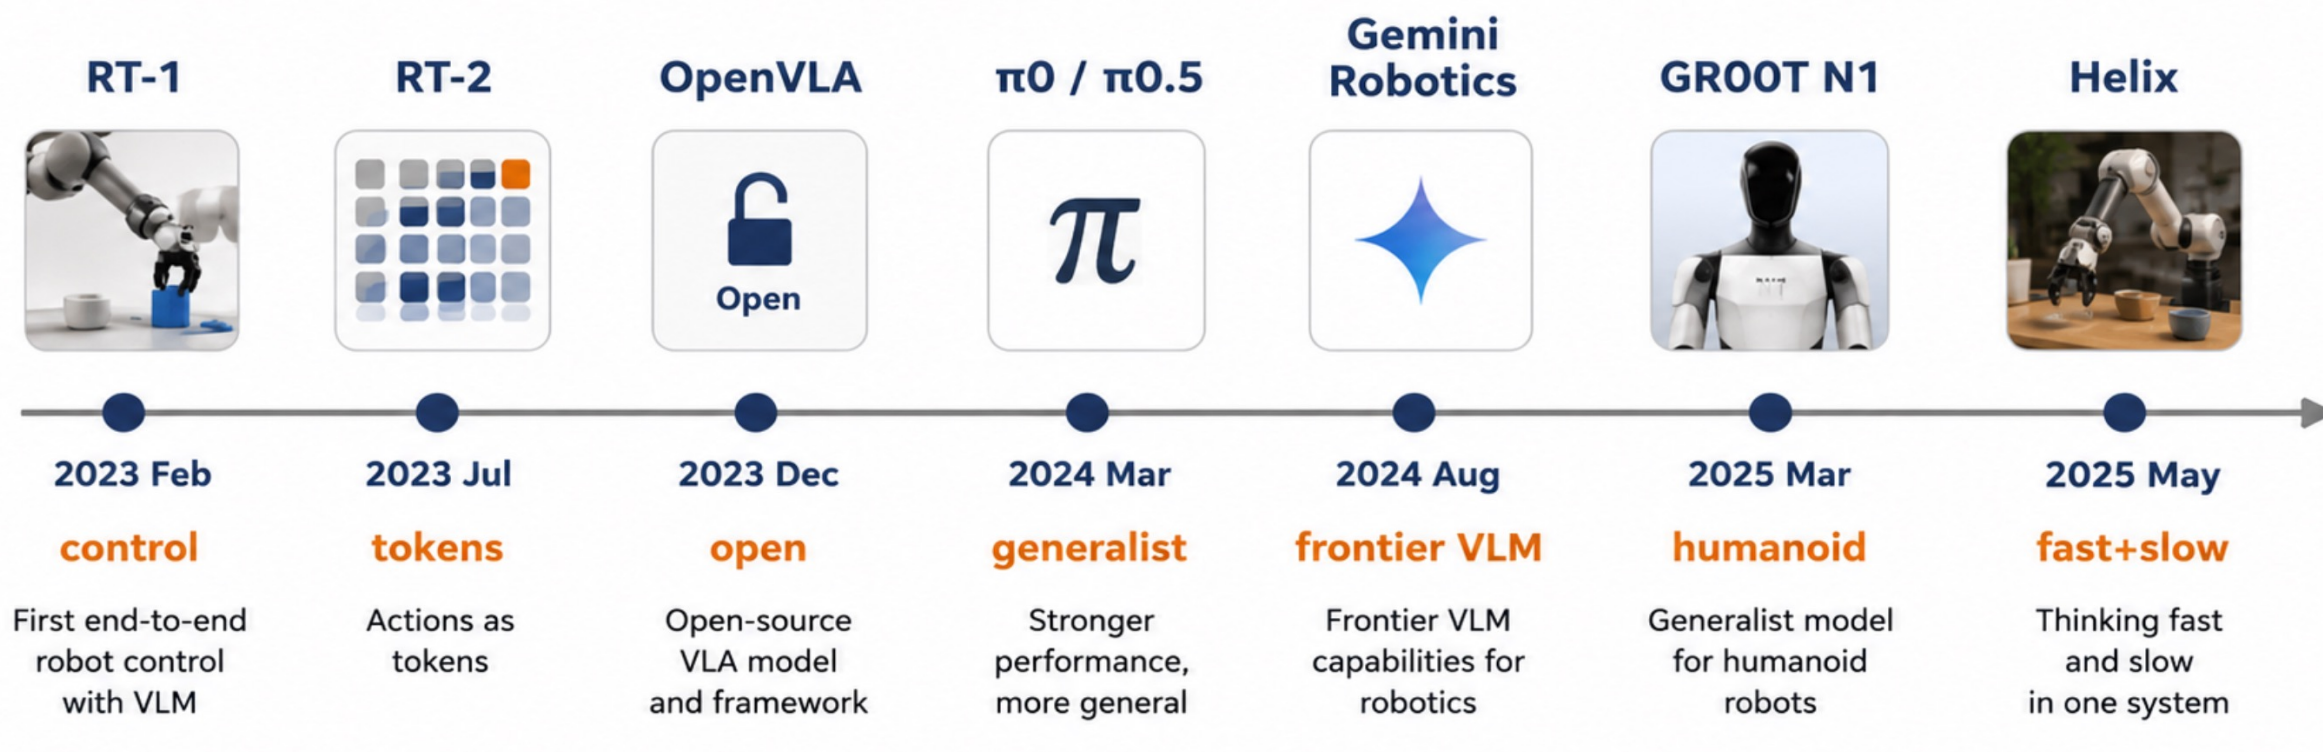 RT-1
RT-2
OpenVLA
π0 / π0.5
Gemini
Robotics
GR00T N1
Helix
Open
π
2023 Feb
2023 Jul
2023 Dec
2024 Mar
2024 Aug
2025 Mar
2025 May
control
tokens
open
generalist
frontier VLM
humanoid
fast+slow
First end-to-end
robot control
with VLM
Actions as
tokens
Open-source
VLA model
and framework
Stronger
performance,
more general
Frontier VLM
capabilities for
robotics
Generalist model
for humanoid
robots
Thinking fast
and slow
in one system